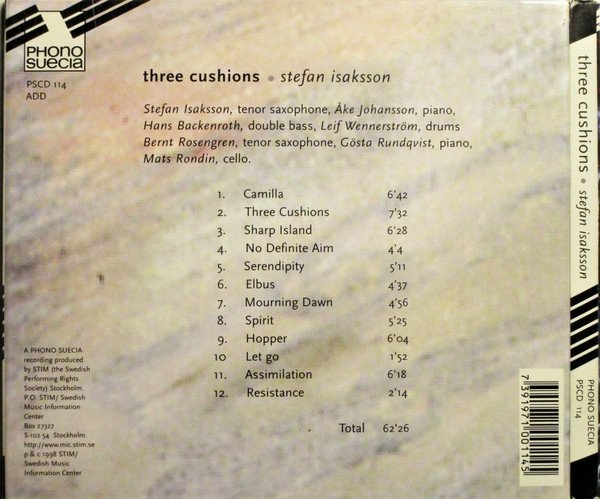 PHONO
SUECIA
PSCD 114
ADD
three cushions • stefan isaksson
Stefan Isaksson, tenor saxophone, Åke Johansson, piano,
Hans Backenroth, double bass, Leif Wennerström, drums
Bernt Rosengren, tenor saxophone, Gösta Rundqvist, piano,
Mats Rondin, cello.
1. Camilla 6'42
2. Three Cushions 7'32
3. Sharp Island 6'28
4. No Definite Aim 4'4
5. Serendipity 5'11
6. Elbus 4'37
7. Mourning Dawn 4'56
8. Spirit 5'25
9. Hopper 6'04
10 Let go 1'52
11. Assimilation 6'18
12. Resistance 2'14
Total 62'26
A PHONO SUECIA
recording produced
by STIM (the Swedish
Performing Rights
Society) Stockholm.
P.O. STIM/ Swedish
Music Information
Center
Box 27327
S-102 54 Stockholm
http://www.mic.stim.se
p & c 1998 STIM/
Swedish Music
Information Center
7391971001145
three cushions • stefan isaksson
PHONO SUECIA
PSCD 114